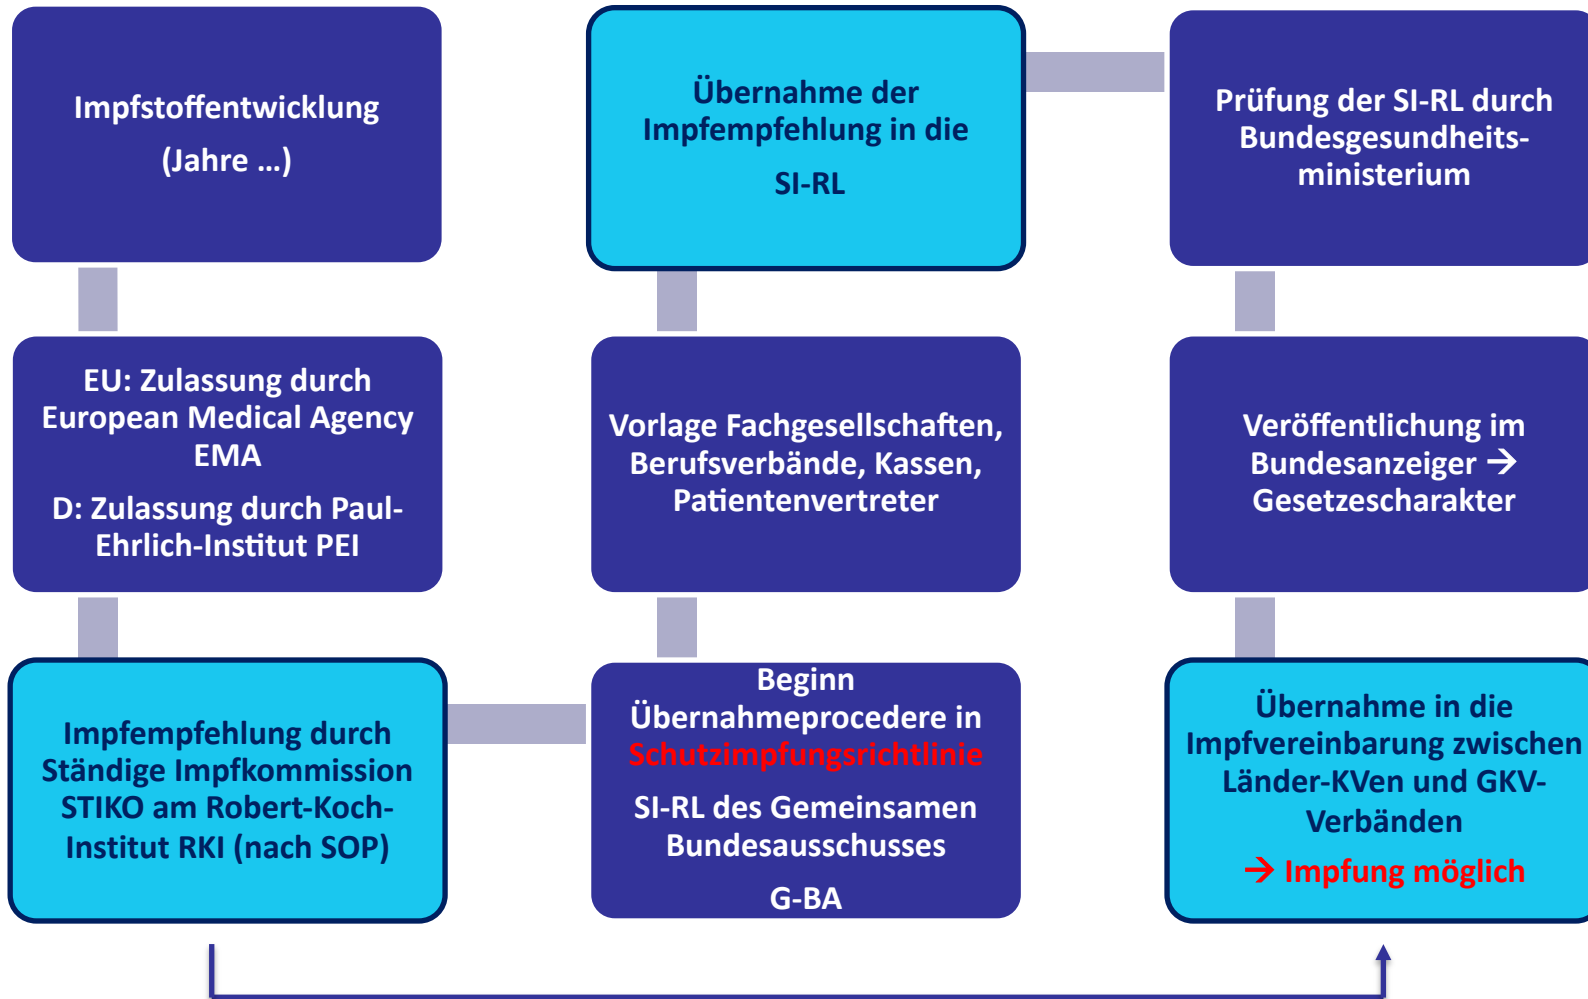 Impfstoffentwicklung
(Jahre ...)
EU: Zulassung durch
European Medical Agency
EMA
D: Zulassung durch Paul-
Ehrlich-Institut PEI
Impfempfehlung durch
Ständige Impfkommission
STIKO am Robert-Koch-
Institut RKI (nach SOP)
Beginn
Übernahmeprocedere in
Schutzimpfungsrichtlinie
SI-RL des Gemeinsamen
Bundesausschusses
G-BA
Vorlage Fachgesellschaften,
Berufsverbände, Kassen,
Patientenvertreter
Übernahme der
Impfempfehlung in die
SI-RL
Prüfung der SI-RL durch
Bundesgesundheits-
ministerium
Veröffentlichung im
Bundesanzeiger →
Gesetzescharakter
Übernahme in die
Impfvereinbarung zwischen
Länder-KVen und GKV-
Verbänden
→ Impfung möglich